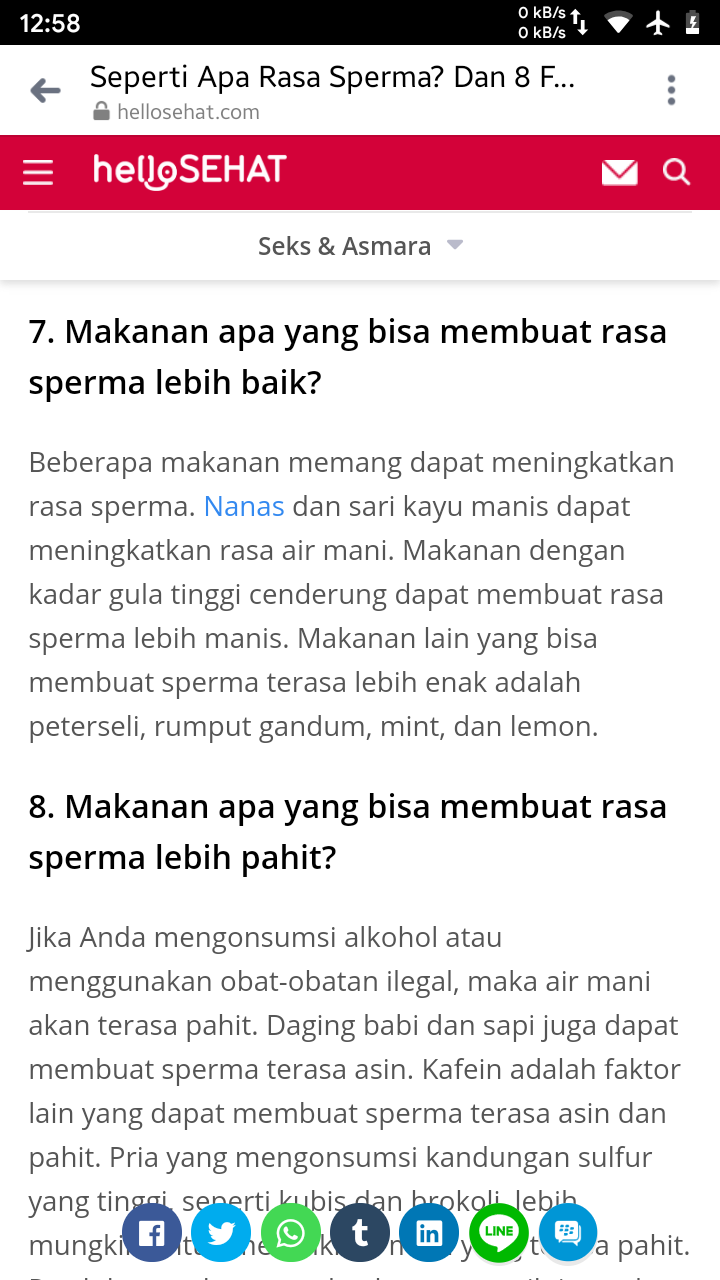 12:58
0 kB/s
0 kB/s
Seperti Apa Rasa Sperma? Dan 8 F...
hellosehat.com
helloSEHAT
Seks & Asmara
7. Makanan apa yang bisa membuat rasa
sperma lebih baik?
Beberapa makanan memang dapat meningkatkan
rasa sperma. Nanas dan sari kayu manis dapat
meningkatkan rasa air mani. Makanan dengan
kadar gula tinggi cenderung dapat membuat rasa
sperma lebih manis. Makanan lain yang bisa
membuat sperma terasa lebih enak adalah
peterseli, rumput gandum, mint, dan lemon.
8. Makanan apa yang bisa membuat rasa
sperma lebih pahit?
Jika Anda mengonsumsi alkohol atau
menggunakan obat-obatan ilegal, maka air mani
akan terasa pahit. Daging babi dan sapi juga dapat
membuat sperma terasa asin. Kafein adalah faktor
lain yang dapat membuat sperma terasa asin dan
pahit. Pria yang mengonsumsi kandungan sulfur
yang tinggi, seperti kubis dan brokoli, lebih
pahit.
LINE